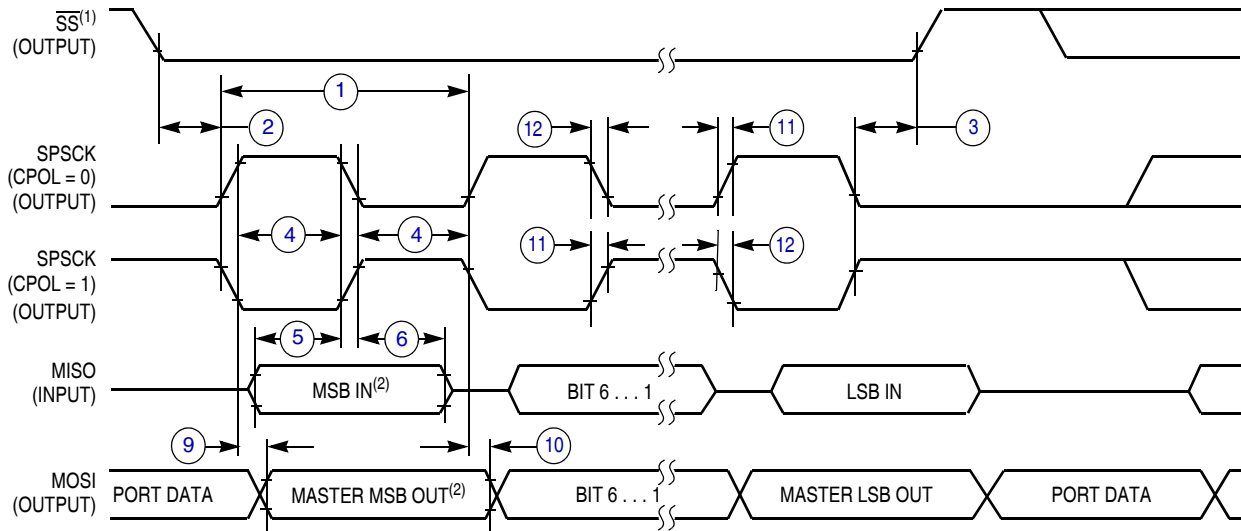 SS(1)
(OUTPUT)
1
2
12
11
3
SPSCK
(CPOL = 0)
(OUTPUT)
4
4
11
12
SPSCK
(CPOL = 1)
(OUTPUT)
5
6
MISO
(INPUT)
MSB IN(2)
BIT 6 . . . 1
LSB IN
9
10
MOSI
(OUTPUT)
PORT DATA
MASTER MSB OUT(2)
BIT 6 . . . 1
MASTER LSB OUT
PORT DATA